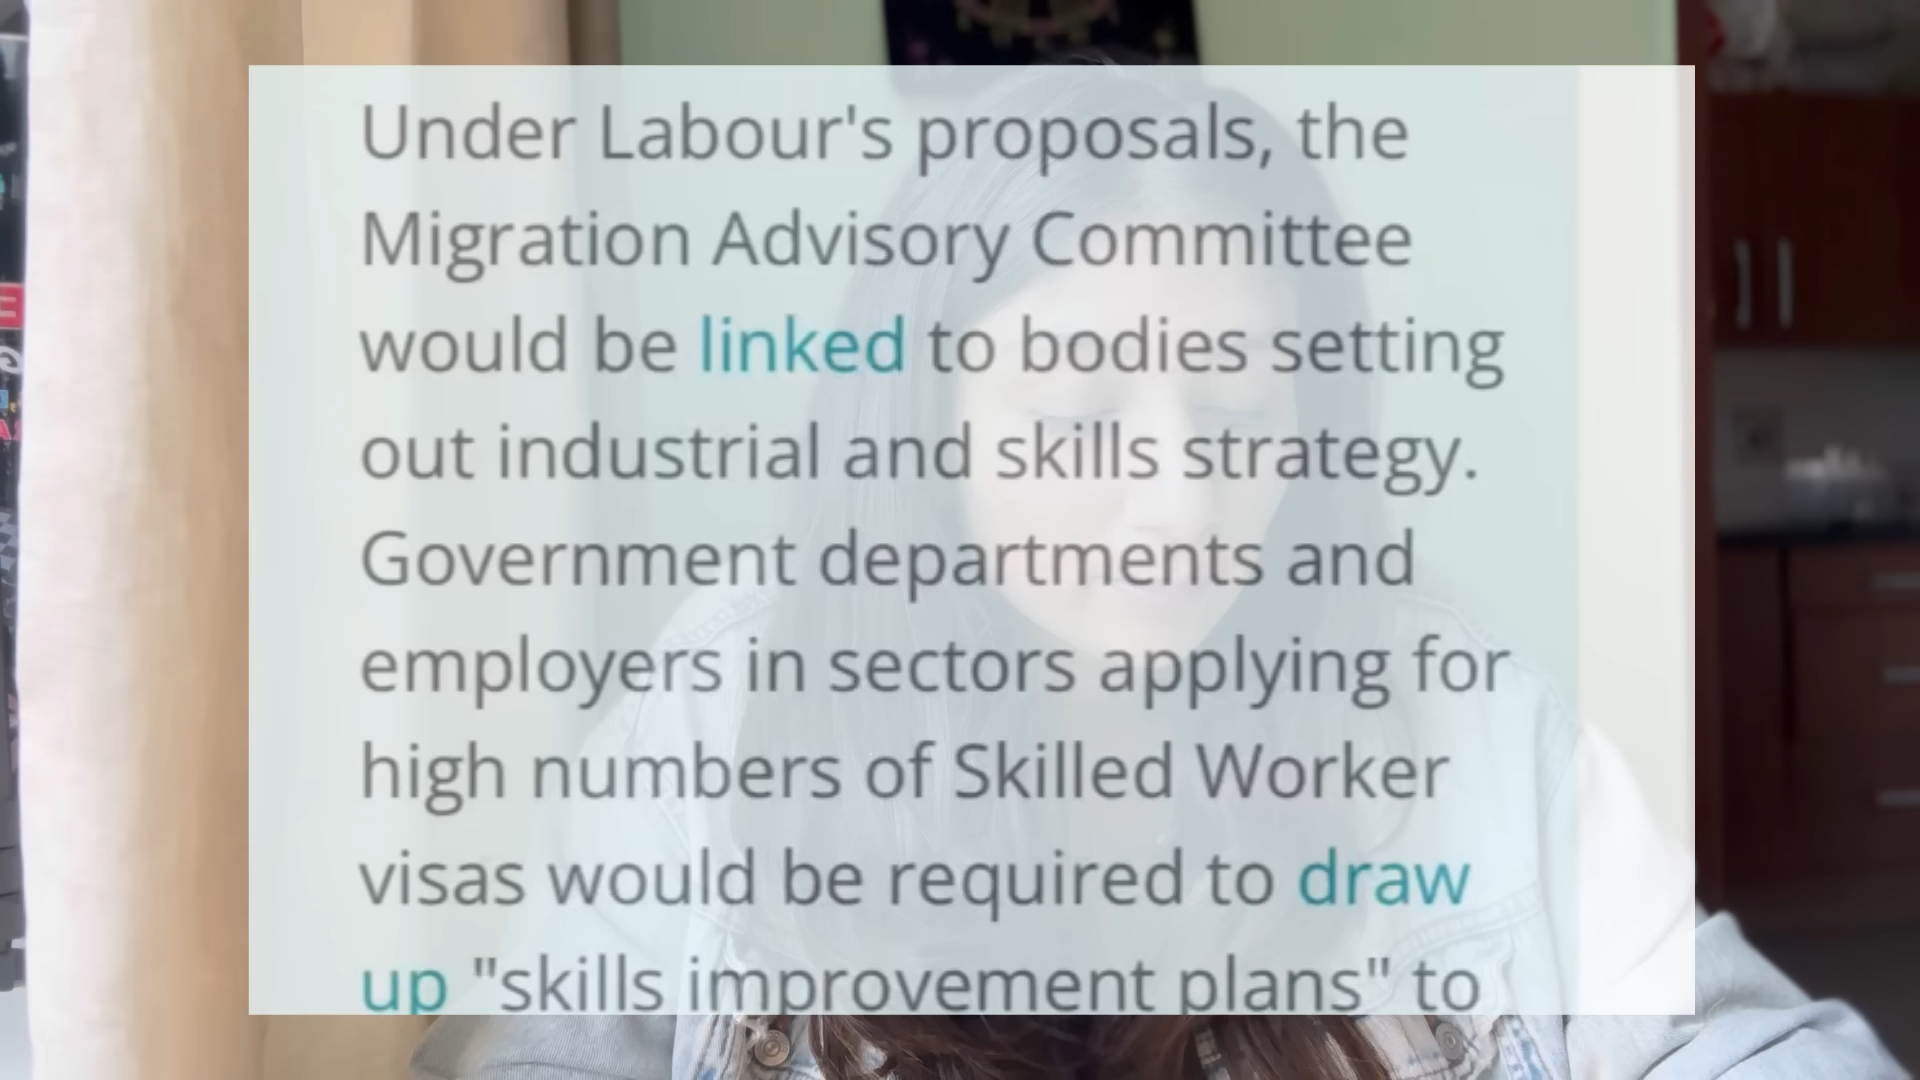 Under Labour's proposals, the
Migration Advisory Committee
would be linked to bodies setting
out industrial and skills strategy.
Government departments and
employers in sectors applying for
high numbers of Skilled Worker
visas would be required to draw
up "skills improvement plans" to